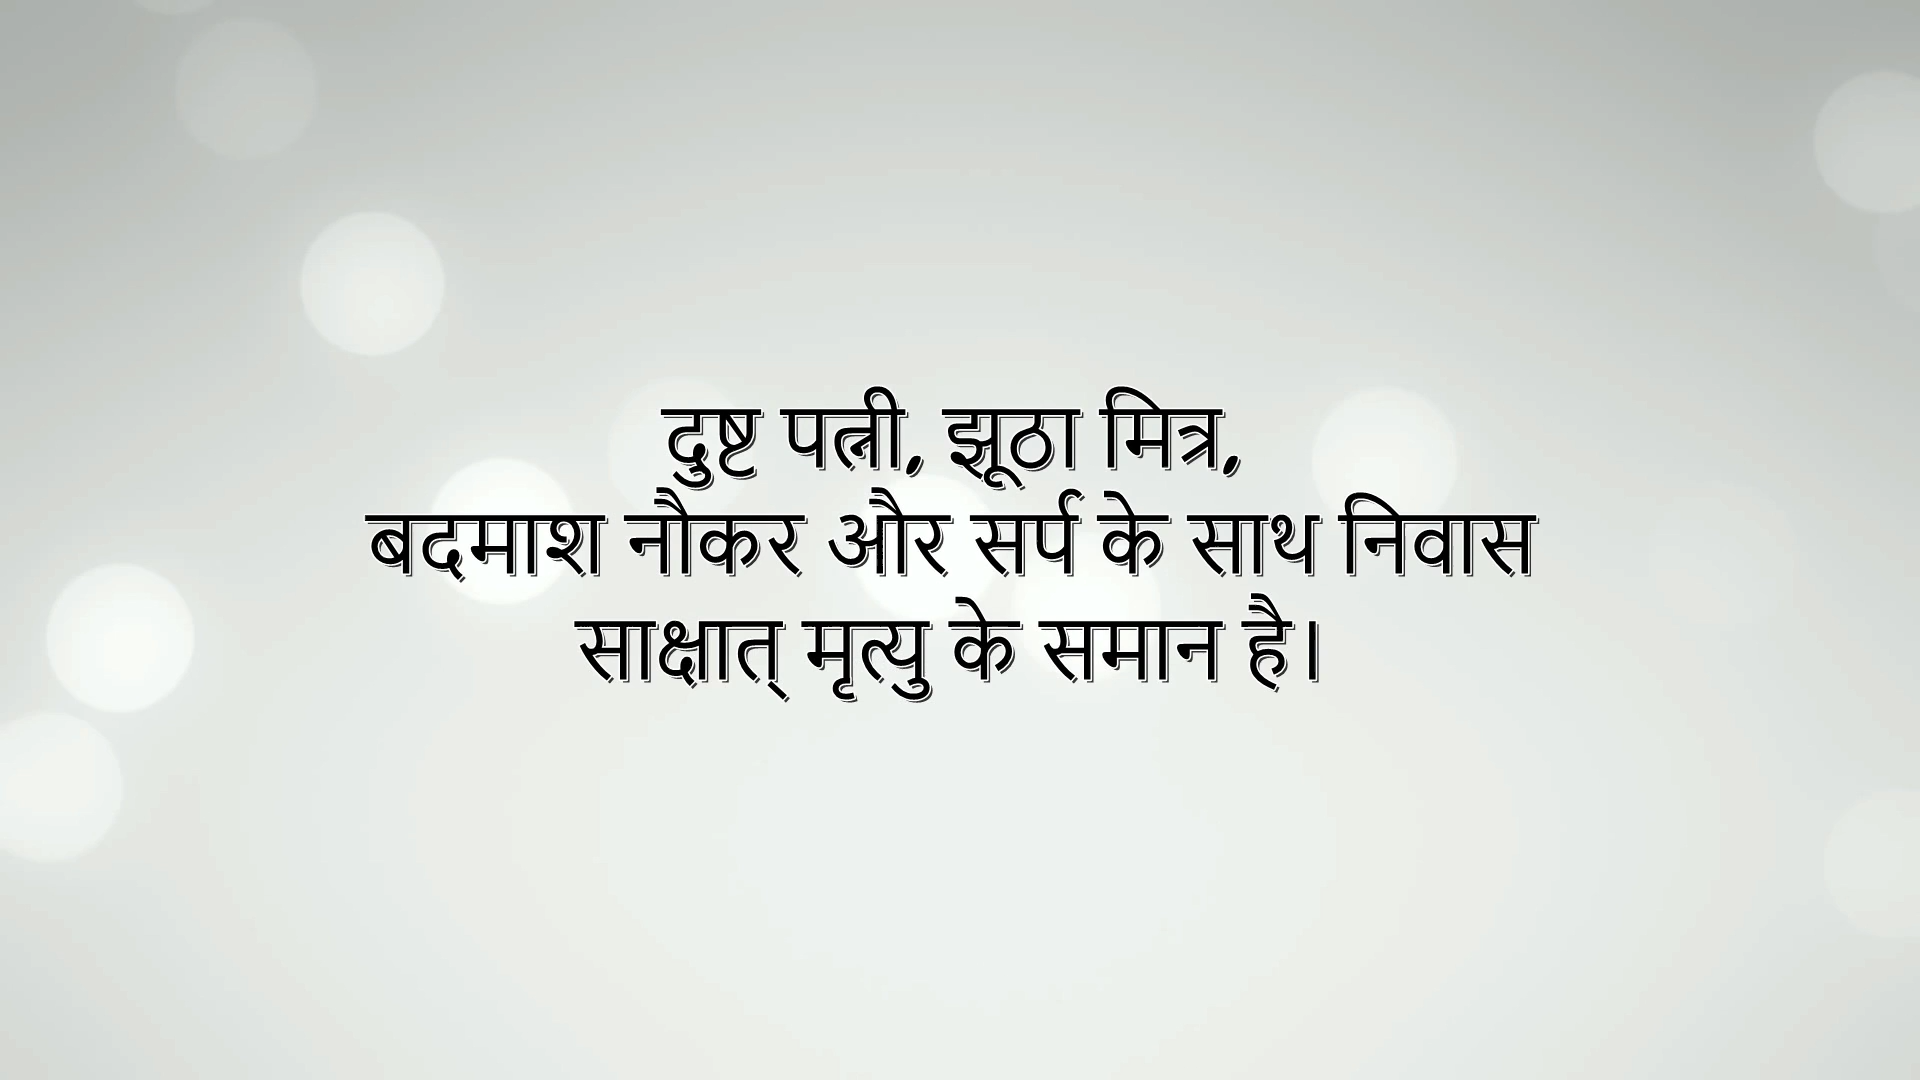 दुष्ट पत्नी, झूठा मित्र,
बदमाश नौकर और सर्प के साथ निवास
साक्षात् मृत्यु के समान है।